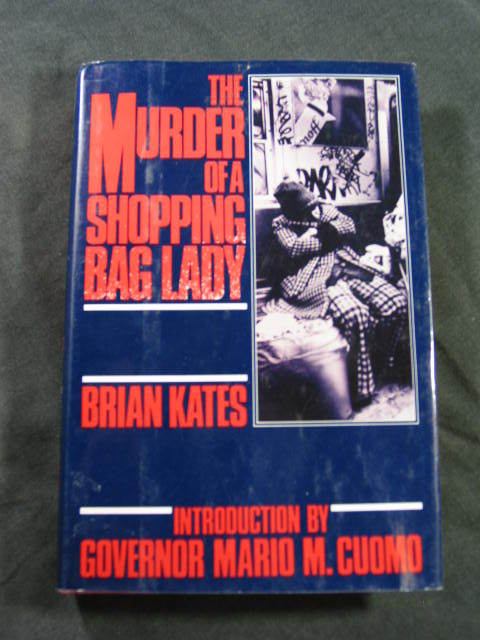 THE
MURDER
OF A
SHOPPING
BAG LADY
BRIAN KATES
INTRODUCTION BY
GOVERNOR MARIO M. CUOMO